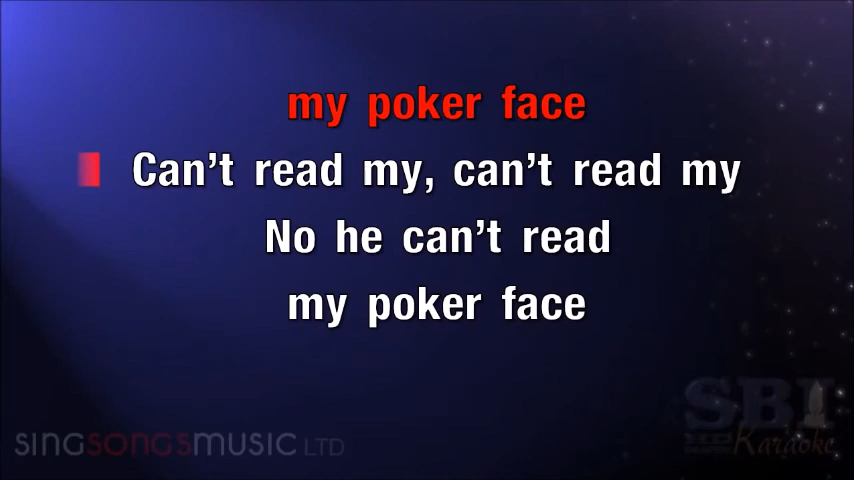 my poker face
Can't read my, can't read my
No he can't read
my poker face
SBI
HD
Karaoke
singsongsmusic LTD